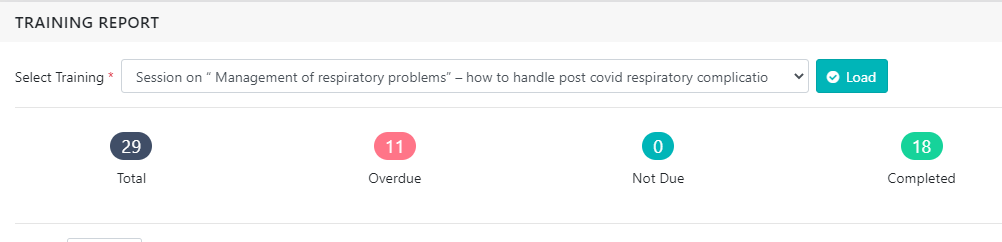 TRAINING REPORT
Select Training * Session on “ Management of respiratory problems” – how to handle post covid respiratory complicatio Load
29 11 0 18
Total Overdue Not Due Completed